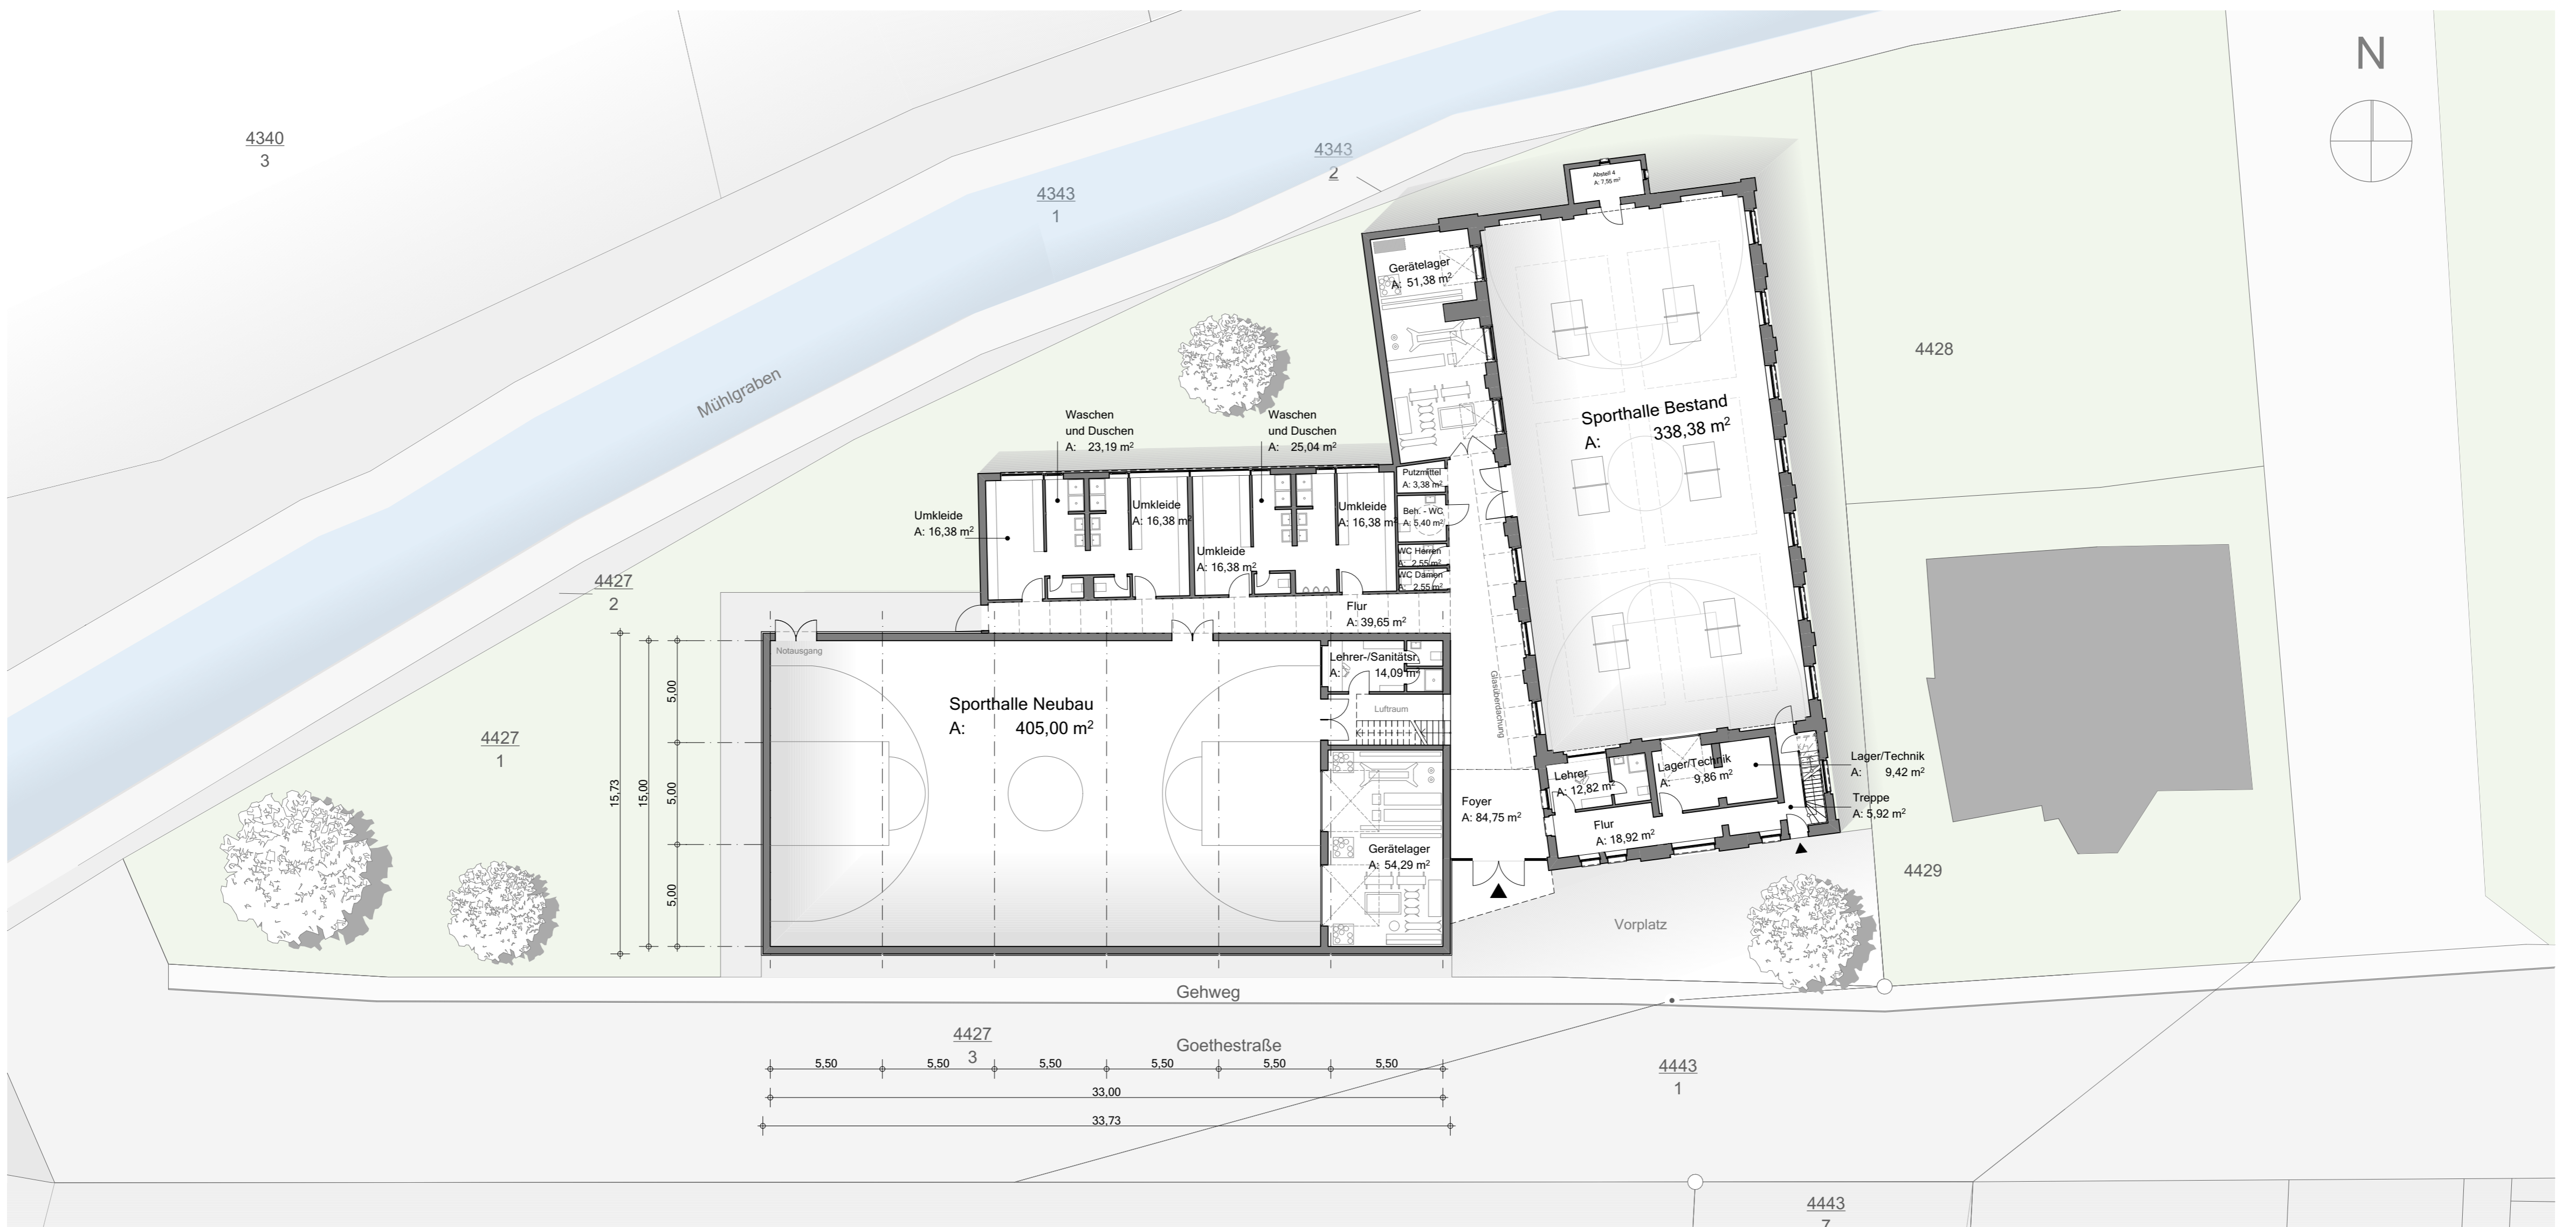 N
4340
3
4343
2
4343
1
Abstell 4
A: 7,55 m²
Gerätelager
A: 51,38 m²
4428
Mühlgraben
Sporthalle Bestand
A: 338,38 m²
Waschen
und Duschen
A: 23,19 m²
Waschen
und Duschen
A: 25,04 m²
Putzmittel
A: 3,38 m²
Umkleide
A: 16,38 m²
Umkleide
A: 16,38 m²
Umkleide
A: 16,38 m²
Umkleide
A: 16,38 m²
Beh. - WC
A: 5,40 m²
WC Herren
A: 2,55 m²
WC Damen
A: 2,55 m²
4427
2
Flur
A: 39,65 m²
Notausgang
Lehrer-/Sanitätsr.
A: 14,09 m²
Glasüberdachung
Sporthalle Neubau
A: 405,00 m²
Luftraum
4427
1
15,73
15,00
5,00
5,00
5,00
Lehrer
A: 12,82 m²
Lager/Technik
A: 9,86 m²
Lager/Technik
A: 9,42 m²
Treppe
A: 5,92 m²
Foyer
A: 84,75 m²
Flur
A: 18,92 m²
Gerätelager
A: 54,29 m²
4429
Vorplatz
Gehweg
4427
3
Goethestraße
5,50
5,50
5,50
5,50
5,50
5,50
33,00
33,73
4443
1
4443
7